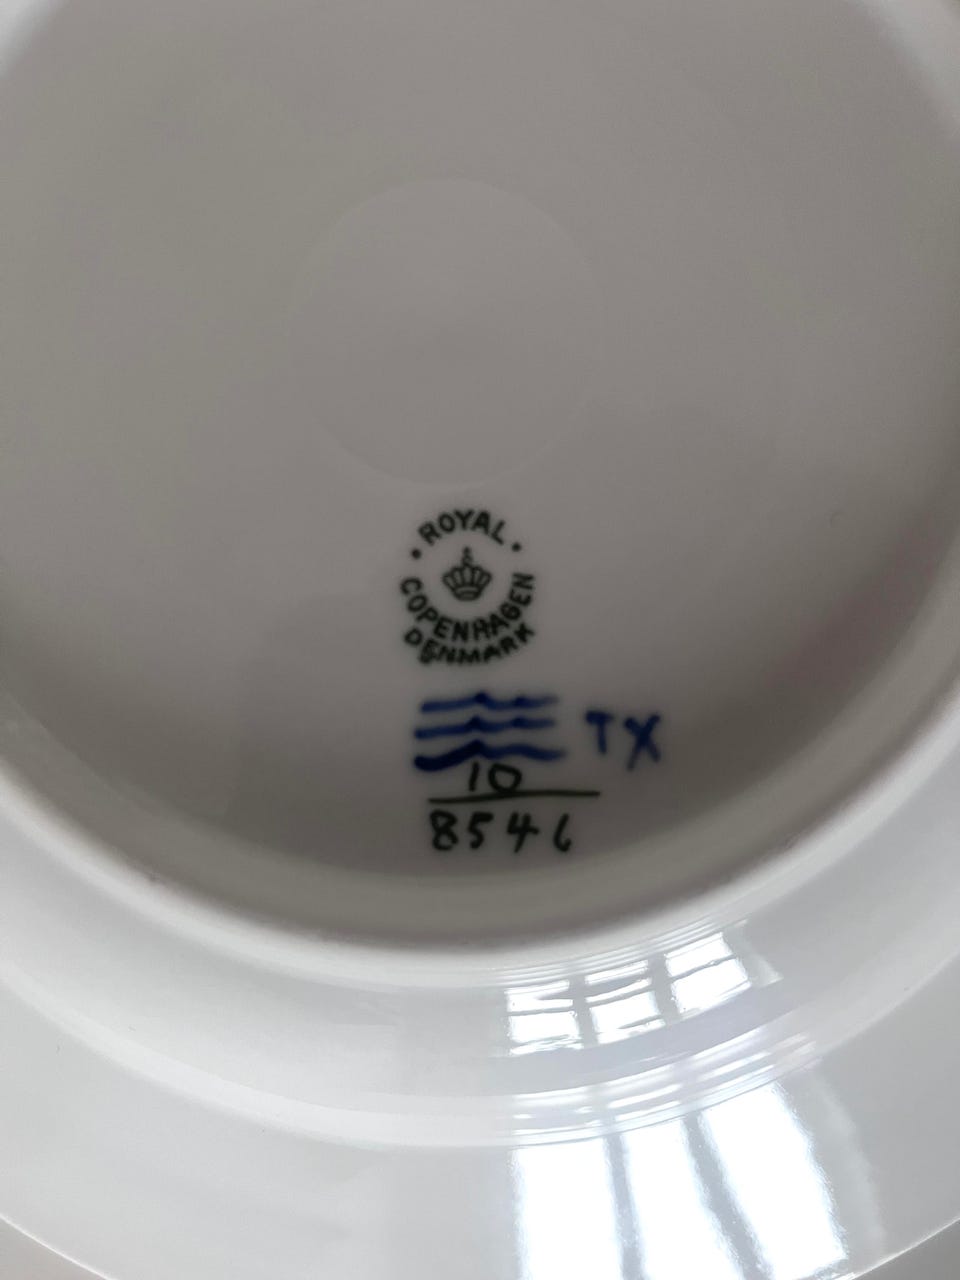 ROYAL
COPENHAGEN
DENMARK
TX
10
8546